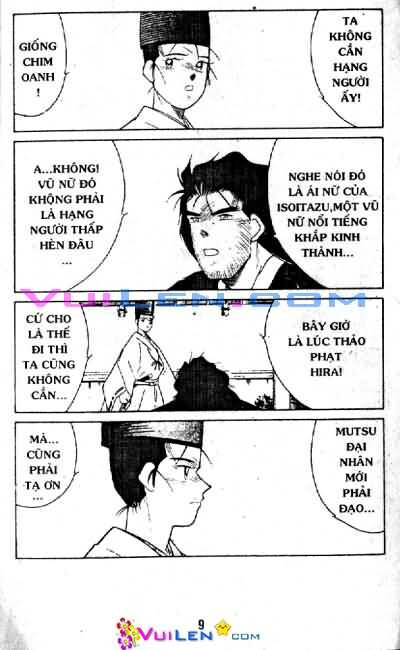 TA
KHÔNG
CẦN
HẠNG
NGƯỜI
ẤY!
GIỐNG
CHIM
OANH
!
NGHE NÓI ĐÓ
LÀ ÁI NỮ CỦA
ISOITAZU,MỘT VŨ
NỮ NỔI TIẾNG
KHẮP KINH
THÀNH...
A...KHÔNG!
VŨ NỮ ĐÓ
KHỘNG PHẢI
LÀ HẠNG
NGƯỜI THẤP
HÈN ĐÂU
...
VUILEN.COM
BÂY GIỜ
LÀ LÚC THẢO
PHẠT
HIRA!
CỨ CHO
LÀ THẾ
ĐI THÌ
TA CŨNG
KHÔNG
CẦN...
MUTSU
ĐẠI
NHÂN
MỚI
PHẢI
ĐẠO...
MÀ...
CŨNG
PHẢI
TẠ ƠN
...
9
VUILEN.COM